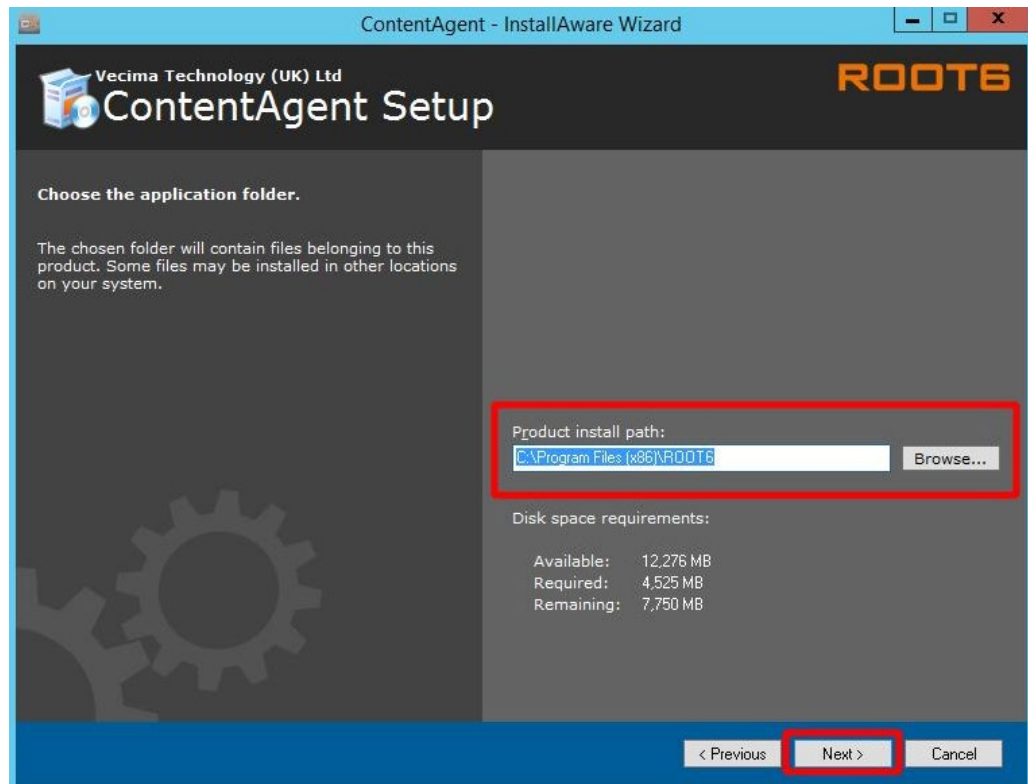 ContentAgent - InstallAware Wizard
Vecima Technology (UK) Ltd
ContentAgent Setup
ROOT6
Choose the application folder.
The chosen folder will contain files belonging to this
product. Some files may be installed in other locations
on your system.
Product install path:
C:\Program Files (x86)\ROOT6
Browse...
Disk space requirements:
Available: 12,276 MB
Required: 4,525 MB
Remaining: 7,750 MB
< Previous
Next >
Cancel